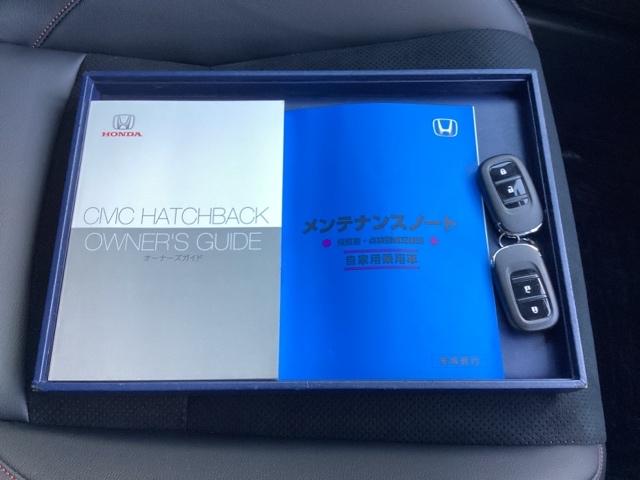 HONDA
CIVIC HATCHBACK
OWNER'S GUIDE
オーナーズガイド
メンテナンスノート
自家用乗用車